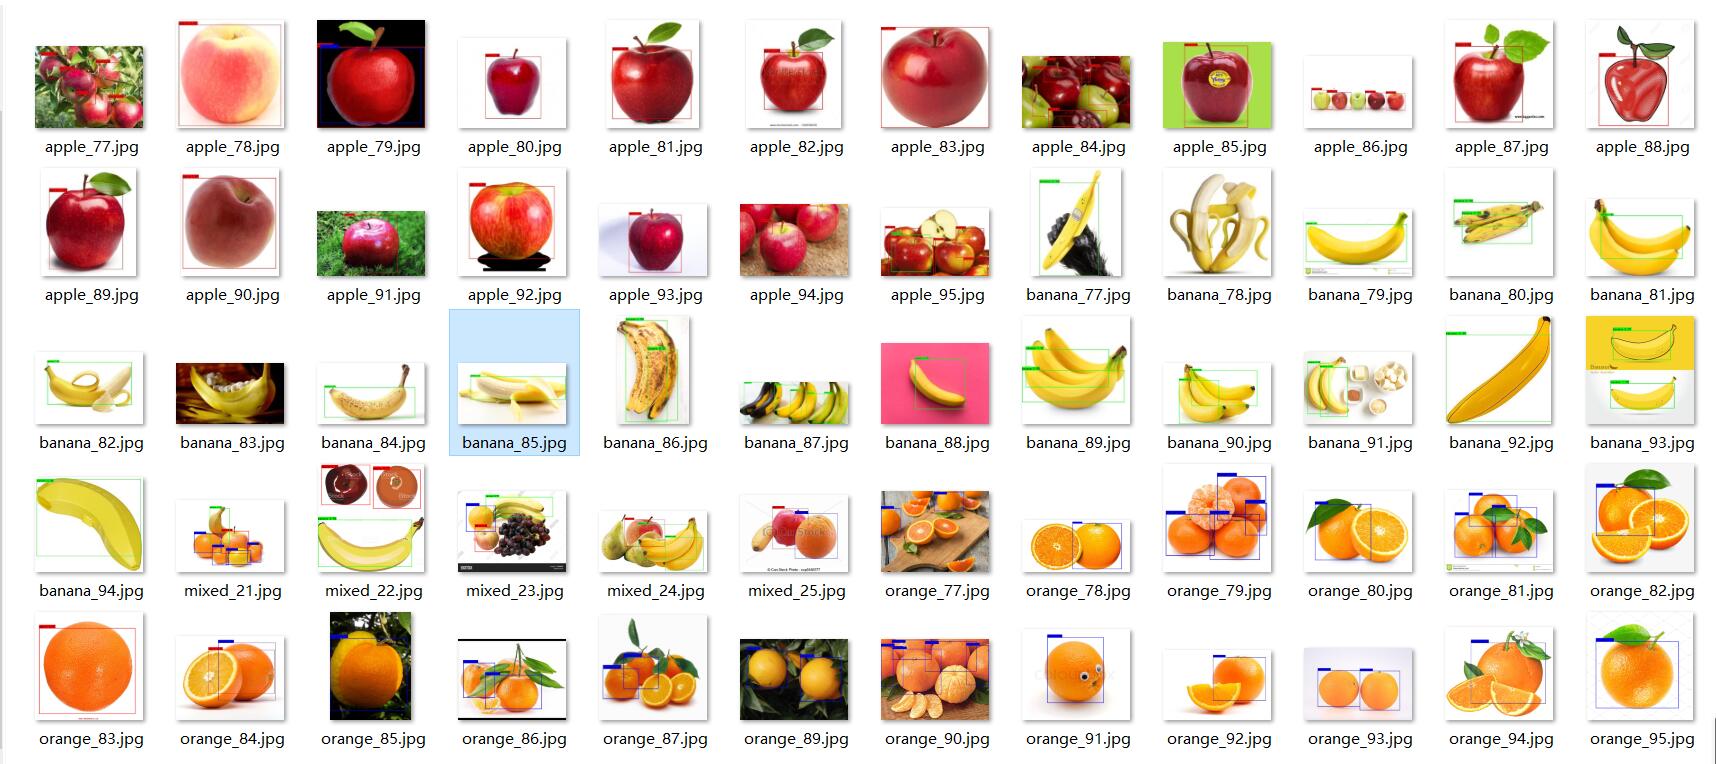 apple_77.jpg apple_78.jpg apple_79.jpg apple_80.jpg apple_81.jpg apple_82.jpg apple_83.jpg apple_84.jpg apple_85.jpg apple_86.jpg apple_87.jpg apple_88.jpg
apple_89.jpg apple_90.jpg apple_91.jpg apple_92.jpg apple_93.jpg apple_94.jpg apple_95.jpg banana_77.jpg banana_78.jpg banana_79.jpg banana_80.jpg banana_81.jpg
banana_82.jpg banana_83.jpg banana_84.jpg banana_85.jpg banana_86.jpg banana_87.jpg banana_88.jpg banana_89.jpg banana_90.jpg banana_91.jpg banana_92.jpg banana_93.jpg
banana_94.jpg mixed_21.jpg mixed_22.jpg mixed_23.jpg mixed_24.jpg mixed_25.jpg orange_77.jpg orange_78.jpg orange_79.jpg orange_80.jpg orange_81.jpg orange_82.jpg
orange_83.jpg orange_84.jpg orange_85.jpg orange_86.jpg orange_87.jpg orange_89.jpg orange_90.jpg orange_91.jpg orange_92.jpg orange_93.jpg orange_94.jpg orange_95.jpg